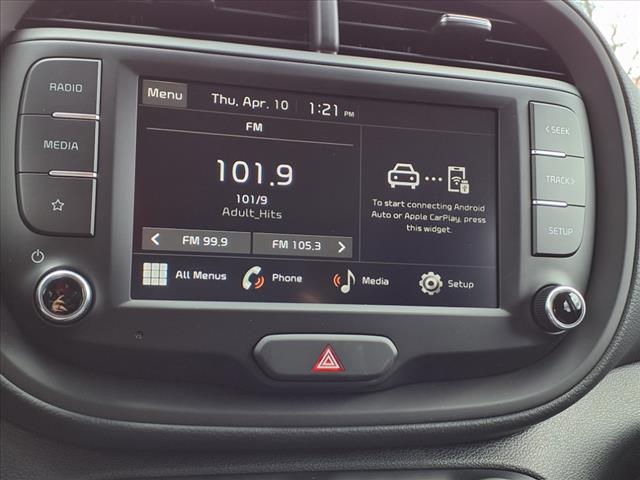 RADIO
MEDIA
Menu
Thu, Apr. 10 1:21 PM
FM
101.9
101/9
Adult_Hits
< FM 99.9
FM 105.3 >
To start connecting Android
Auto or Apple CarPlay, press
this widget.
All Menus
Phone
Media
Setup
< SEEK
TRACK >
SETUP